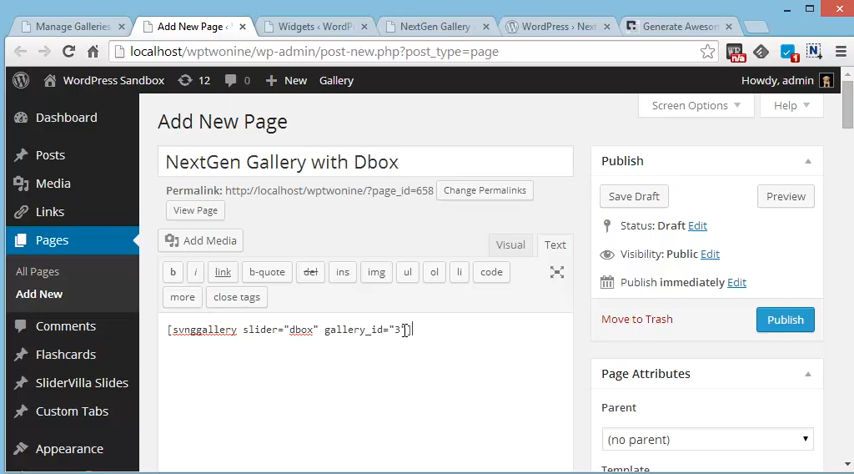 Manage Galleries
Add New Page ‹
Widgets ‹ WordPr
NextGen Gallery
WordPress › Next
Generate Awesom
localhost/wptwonine/wp-admin/post-new.php?post_type=page
n/a
1
WordPress Sandbox
12
0
+ New
Gallery
Howdy, admin
Screen Options
Help
Dashboard
Posts
Media
Links
Pages
All Pages
Add New
Comments
Flashcards
SliderVilla Slides
Custom Tabs
Appearance
Add New Page
NextGen Gallery with Dbox
Permalink: http://localhost/wptwonine/?page_id=658 Change Permalinks
View Page
Add Media
Visual Text
b i link b-quote del ins img ul ol li code
more close tags
[svnggallery slider="dbox" gallery_id="3"]
Publish
Save Draft Preview
Status: Draft Edit
Visibility: Public Edit
Publish immediately Edit
Move to Trash Publish
Page Attributes
Parent
(no parent)
Template